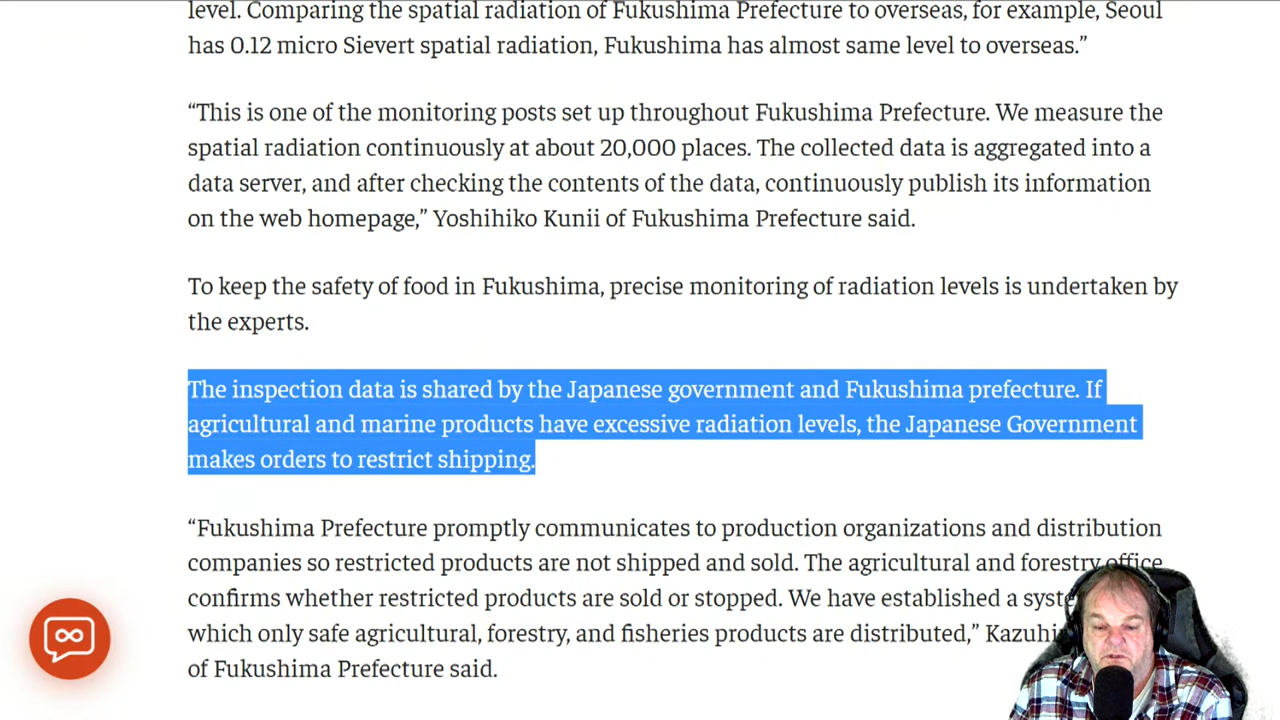 level. Comparing the spatial radiation of Fukushima Prefecture to overseas, for example, Seoul
has 0.12 micro Sievert spatial radiation, Fukushima has almost same level to overseas.”
“This is one of the monitoring posts set up throughout Fukushima Prefecture. We measure the
spatial radiation continuously at about 20,000 places. The collected data is aggregated into a
data server, and after checking the contents of the data, continuously publish its information
on the web homepage,” Yoshihiko Kunii of Fukushima Prefecture said.
To keep the safety of food in Fukushima, precise monitoring of radiation levels is undertaken by
the experts.
The inspection data is shared by the Japanese government and Fukushima prefecture. If
agricultural and marine products have excessive radiation levels, the Japanese Government
makes orders to restrict shipping.
“Fukushima Prefecture promptly communicates to production organizations and distribution
companies so restricted products are not shipped and sold. The agricultural and forestry office
confirms whether restricted products are sold or stopped. We have established a
which only safe agricultural, forestry, and fisheries products are distributed,”
of Fukushima Prefecture said.